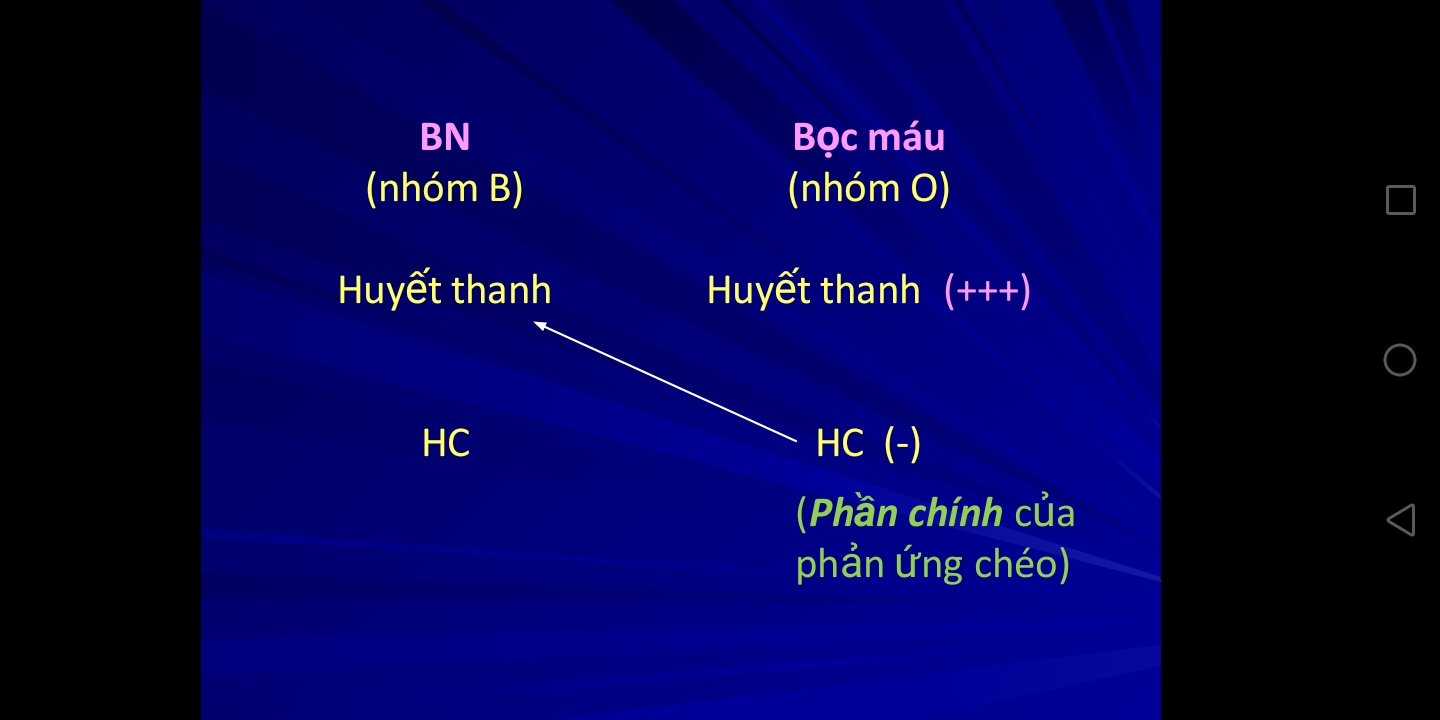 BN
(nhóm B)
Bọc máu
(nhóm O)
Huyết thanh
Huyết thanh (+++)
HC
HC (-)
(Phần chính của
phản ứng chéo)